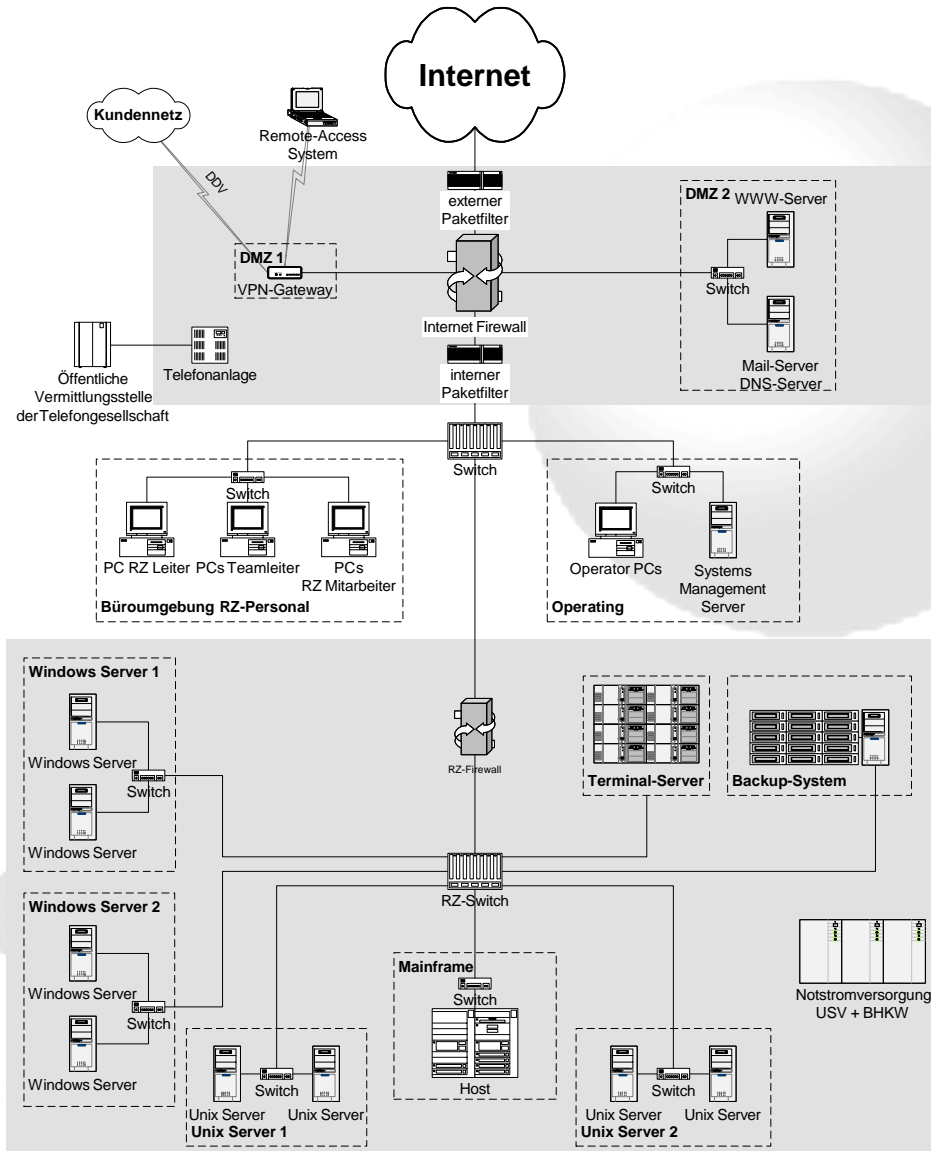 Internet
Kundennetz
Remote-Access
System
DDV
externer
Paketfilter
DMZ 2
WWW-Server
DMZ 1
VPN-Gateway
Switch
Internet Firewall
Mail-Server
DNS-Server
Telefonanlage
interner
Paketfilter
Öffentliche
Vermittlungsstelle
der Telefongesellschaft
Switch
Switch
PC RZ Leiter
PCs Teamleiter
PCs
RZ Mitarbeiter
Büroumgebung RZ-Personal
Switch
Operator PCs
Systems
Management
Server
Operating
Windows Server 1
Windows Server
Switch
Windows Server
RZ-Firewall
Terminal-Server
Backup-System
RZ-Switch
Windows Server 2
Windows Server
Switch
Windows Server
Mainframe
Switch
Host
Notstromversorgung
USV + BHKW
Switch
Unix Server
Unix Server
Unix Server 1
Switch
Unix Server
Unix Server
Unix Server 2